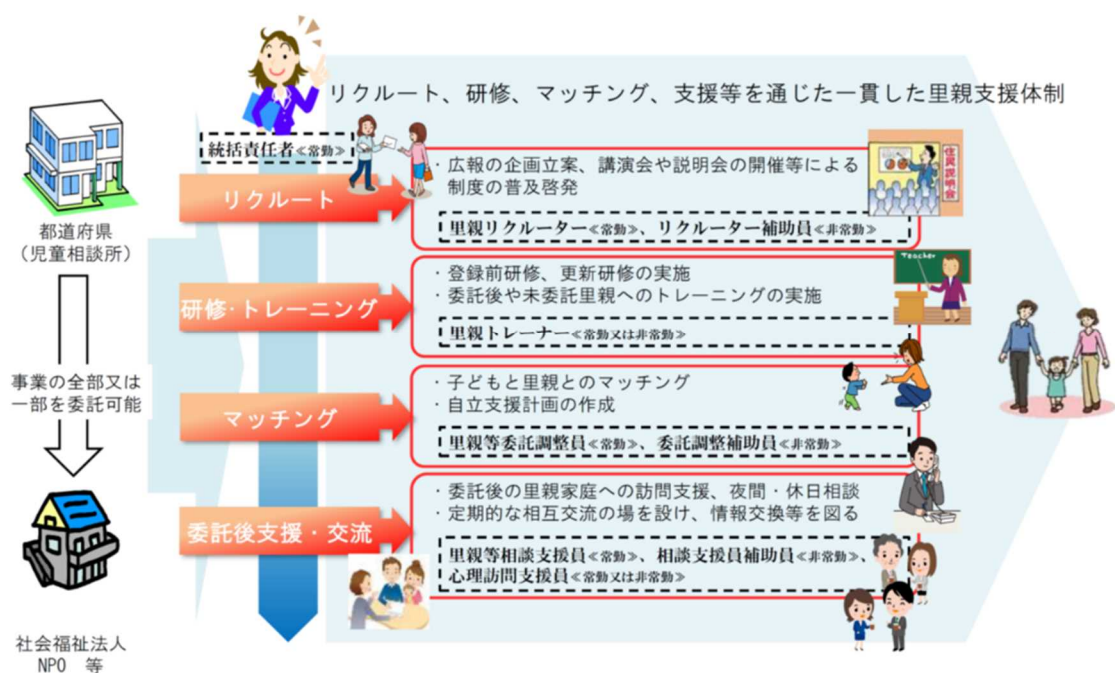 リクルート、研修、マッチング、支援等を通じた一貫した里親支援体制
統括責任者≪常勤≫
都道府県
(児童相談所)
事業の全部又は
一部を委託可能
社会福祉法人
NPO 等
リクルート
・広報の企画立案、講演会や説明会の開催等による
制度の普及啓発
里親リクルーター≪常勤≫、リクルーター補助員≪非常勤≫
住民説明会
研修・トレーニング
・登録前研修、更新研修の実施
・委託後や未委託里親へのトレーニングの実施
里親トレーナー≪常勤又は非常勤≫
Teacher
マッチング
・子どもと里親とのマッチング
・自立支援計画の作成
里親等委託調整員≪常勤≫、委託調整補助員≪非常勤≫
委託後支援・交流
・委託後の里親家庭への訪問支援、夜間・休日相談
・定期的な相互交流の場を設け、情報交換等を図る
里親等相談支援員≪常勤≫、相談支援員補助員≪非常勤≫、
心理訪問支援員≪常勤又は非常勤≫